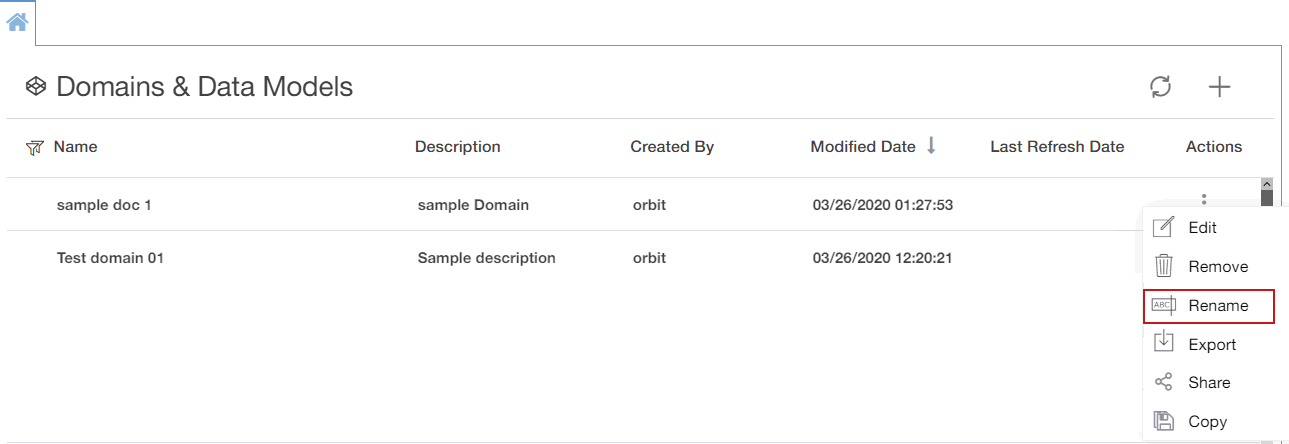 Domains & Data Models
Name Description Created By Modified Date Last Refresh Date Actions
sample doc 1 sample Domain orbit 03/26/2020 01:27:53
Test domain 01 Sample description orbit 03/26/2020 12:20:21
Edit
Remove
ABC Rename
Export
Share
Copy